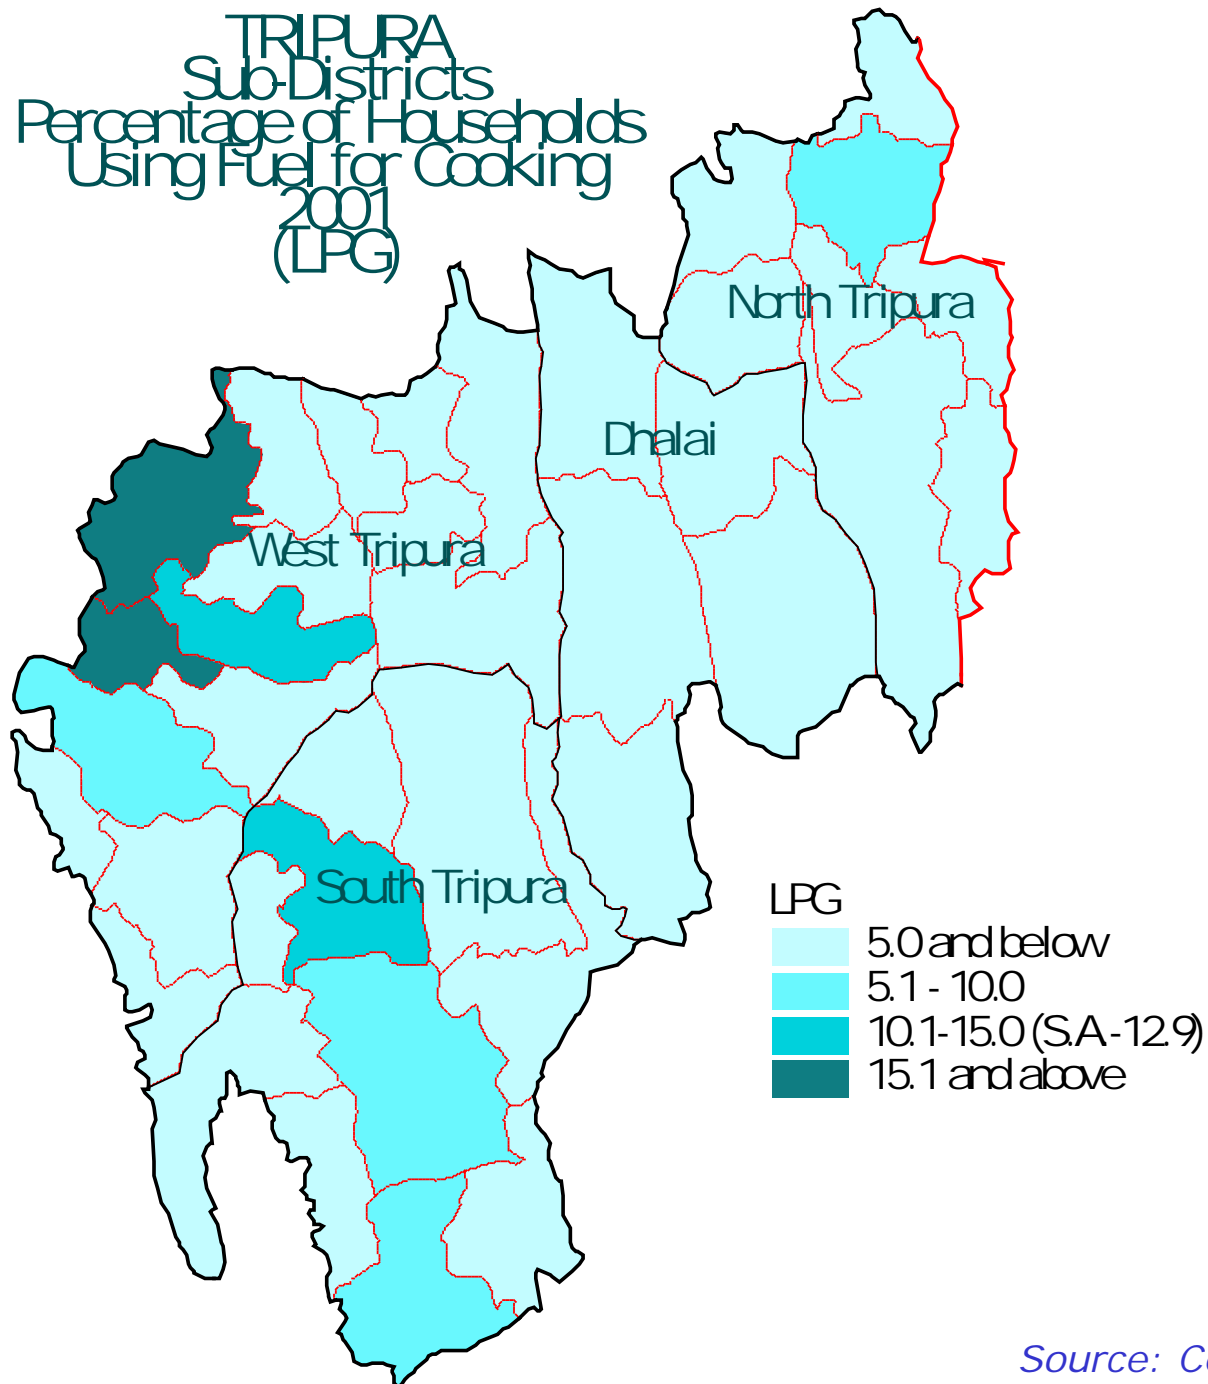 TRIPURA
Sub-Districts
Percentage of Households
Using Fuel for Cooking
2001
(LPG)
North Tripura
Dhalai
West Tripura
South Tripura
LPG
5.0 and below
5.1 - 10.0
10.1-15.0 (S.A.-12.9)
15.1 and above
Source: